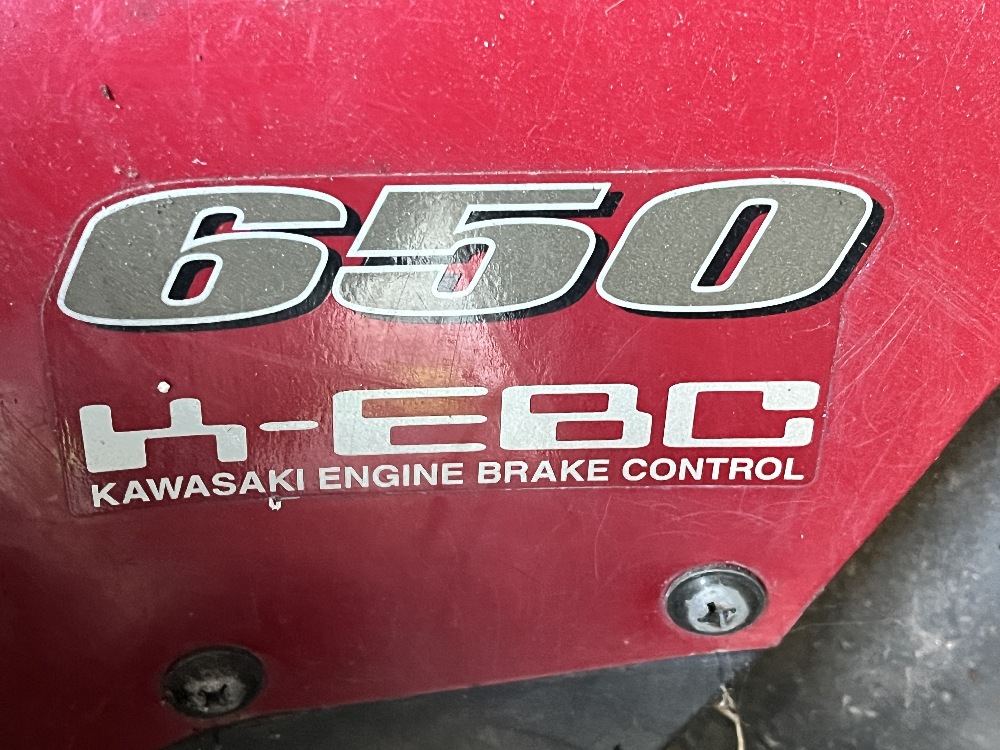 650
K-EBC
KAWASAKI ENGINE BRAKE CONTROL